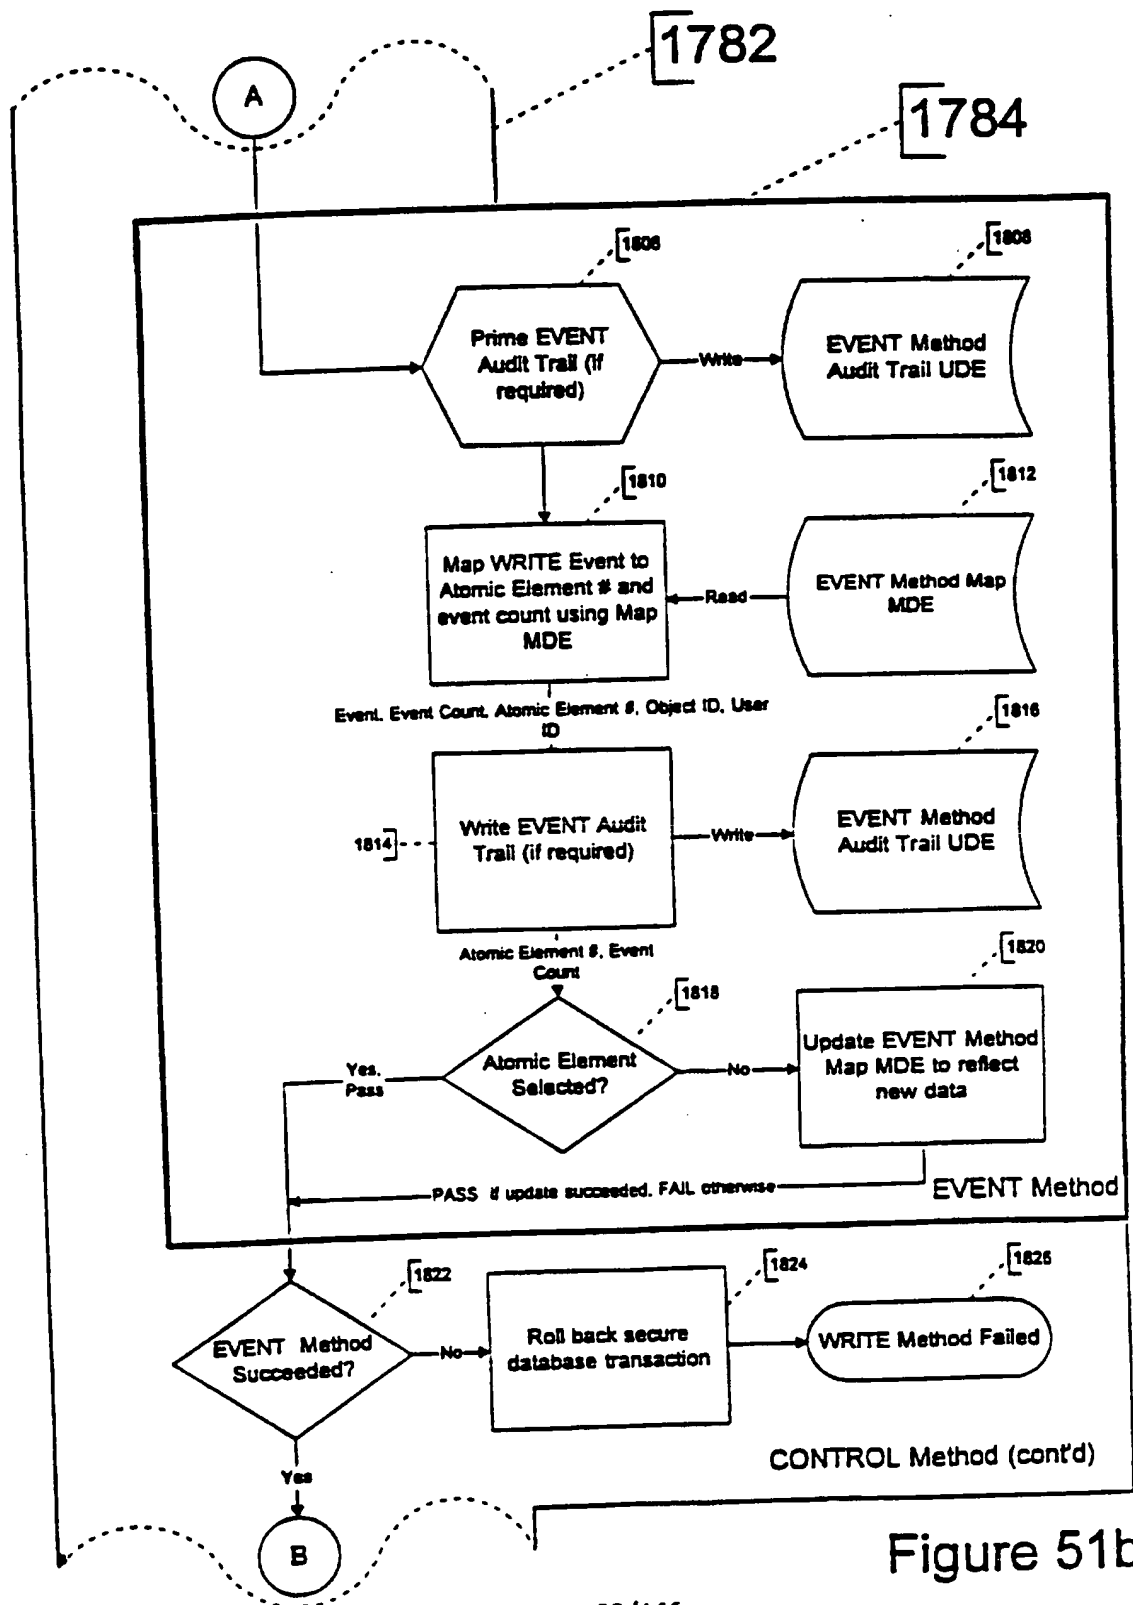 1782
A
1784
1806
1808
Prime EVENT
Audit Trail (if
required)
Write
EVENT Method
Audit Trail UDE
1810
1812
Map WRITE Event to
Atomic Element # and
event count using Map
MDE
Read
EVENT Method Map
MDE
Event, Event Count, Atomic Element #, Object ID, User
ID
1816
1814
Write EVENT Audit
Trail (if required)
Write
EVENT Method
Audit Trail UDE
Atomic Element #, Event
Count
1818
1820
Yes,
Pass
Atomic Element
Selected?
No
Update EVENT Method
Map MDE to reflect
new data
PASS if update succeeded, FAIL otherwise
EVENT Method
1822
1824
1826
EVENT Method
Succeeded?
No
Roll back secure
database transaction
WRITE Method Failed
Yes
CONTROL Method (cont'd)
B
Figure 51b